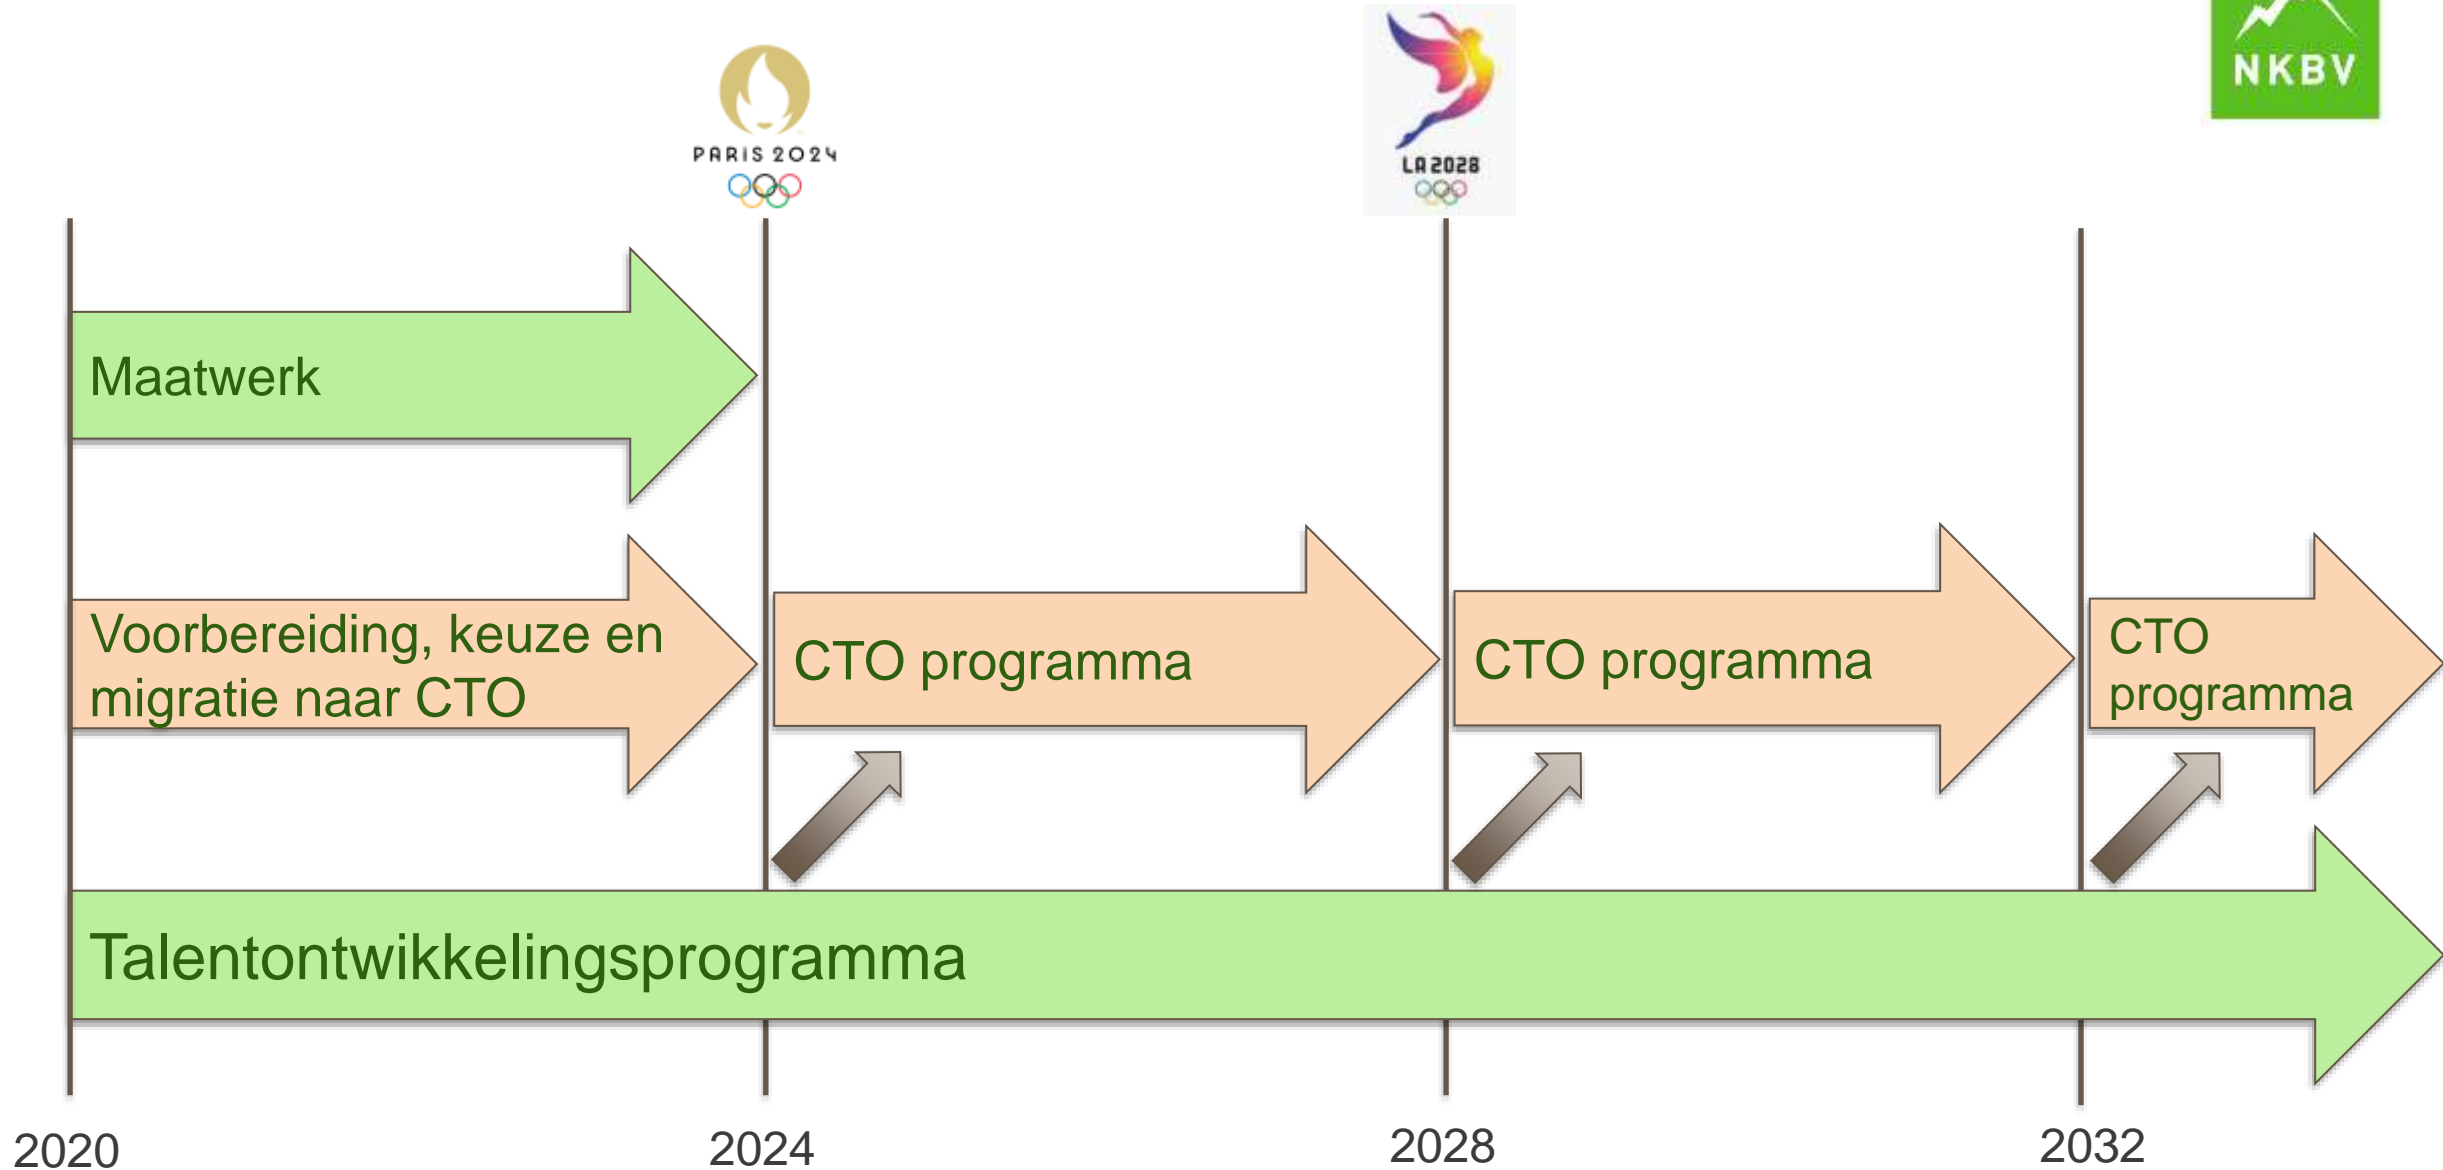 NKBV
PARIS 2024
LA 2028
Maatwerk
Voorbereiding, keuze en
migratie naar CTO
CTO programma
CTO programma
CTO
programma
Talentontwikkelingsprogramma
2020
2024
2028
2032